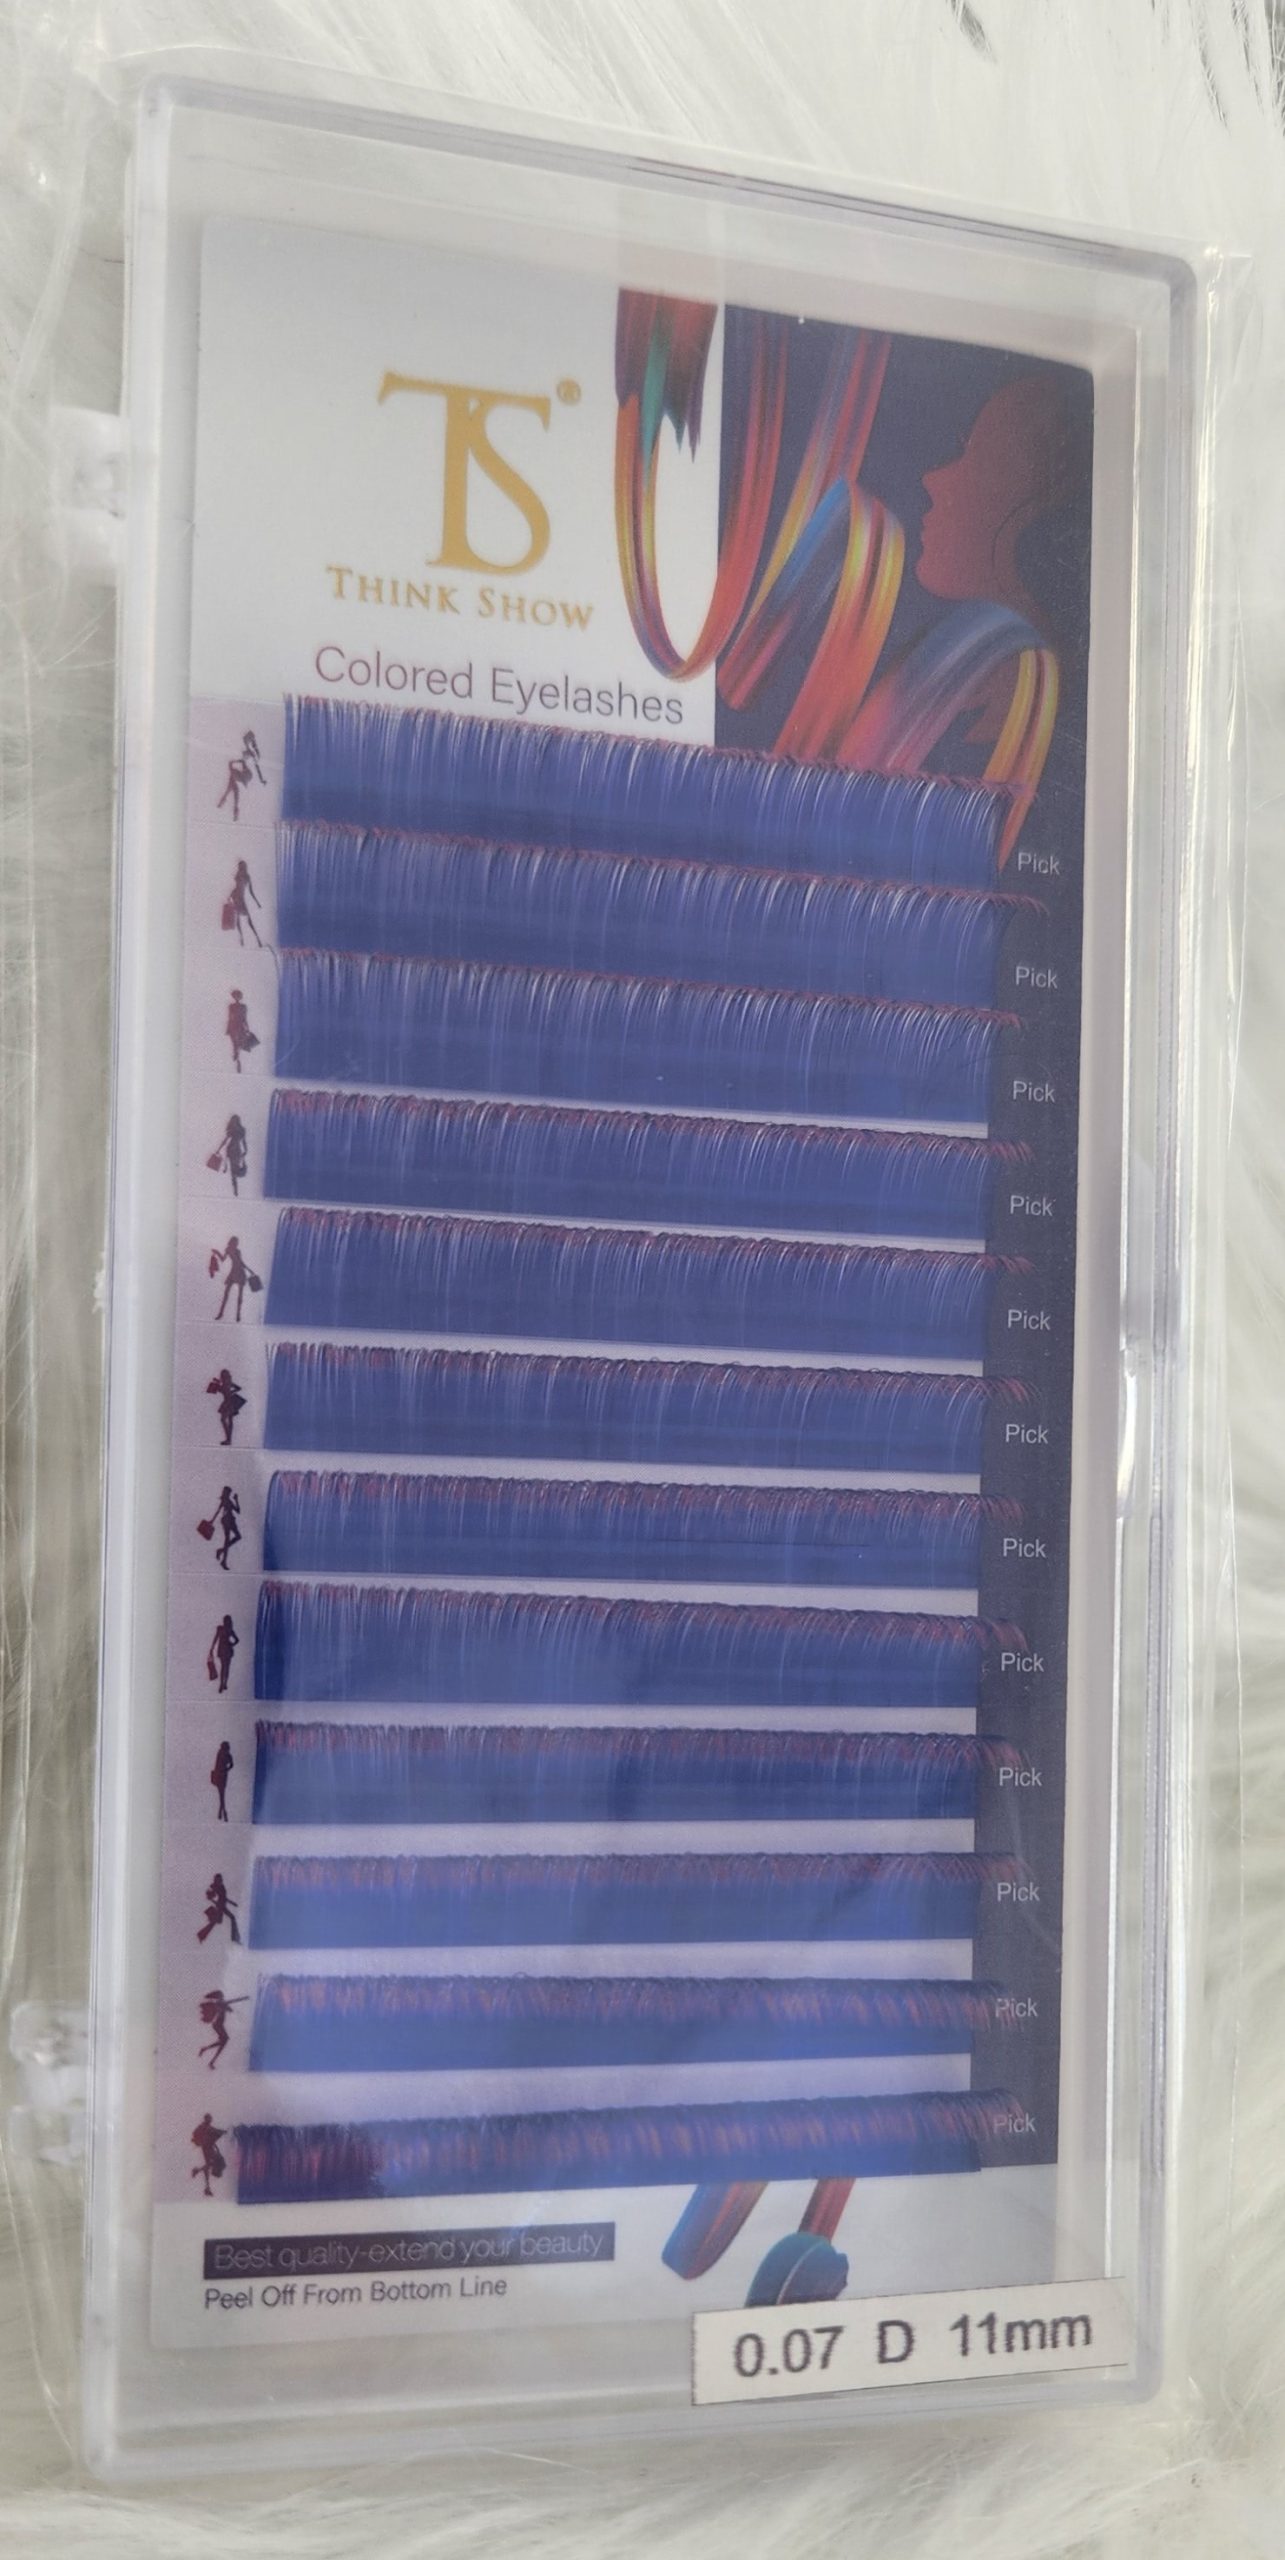 TS®
THINK SHOW
Colored Eyelashes
Pick
Pick
Pick
Pick
Pick
Pick
Pick
Pick
Pick
Pick
Pick
Pick
Best quality-extend your beauty
Peel Off From Bottom Line
0.07 D 11mm